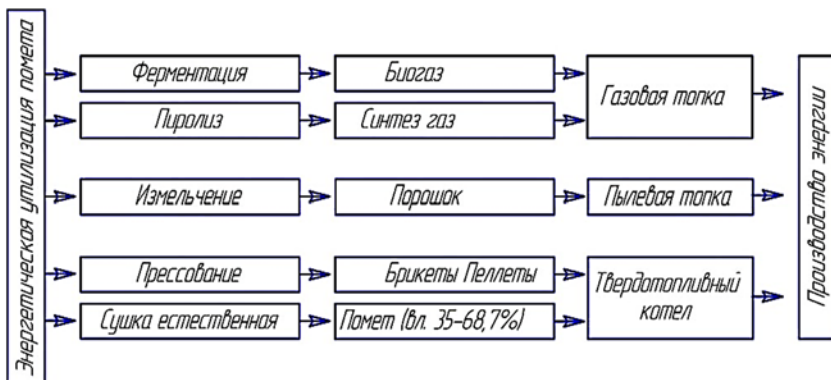 Энергетическая утилизация помета
Ферментация
Биогаз
Газовая топка
Пиролиз
Синтез газ
Измельчение
Порошок
Пылевая топка
Прессование
Брикеты Пеллеты
Твердотопливный
котел
Сушка естественная
Помет (вл. 35-68,7%)
Производство энергии